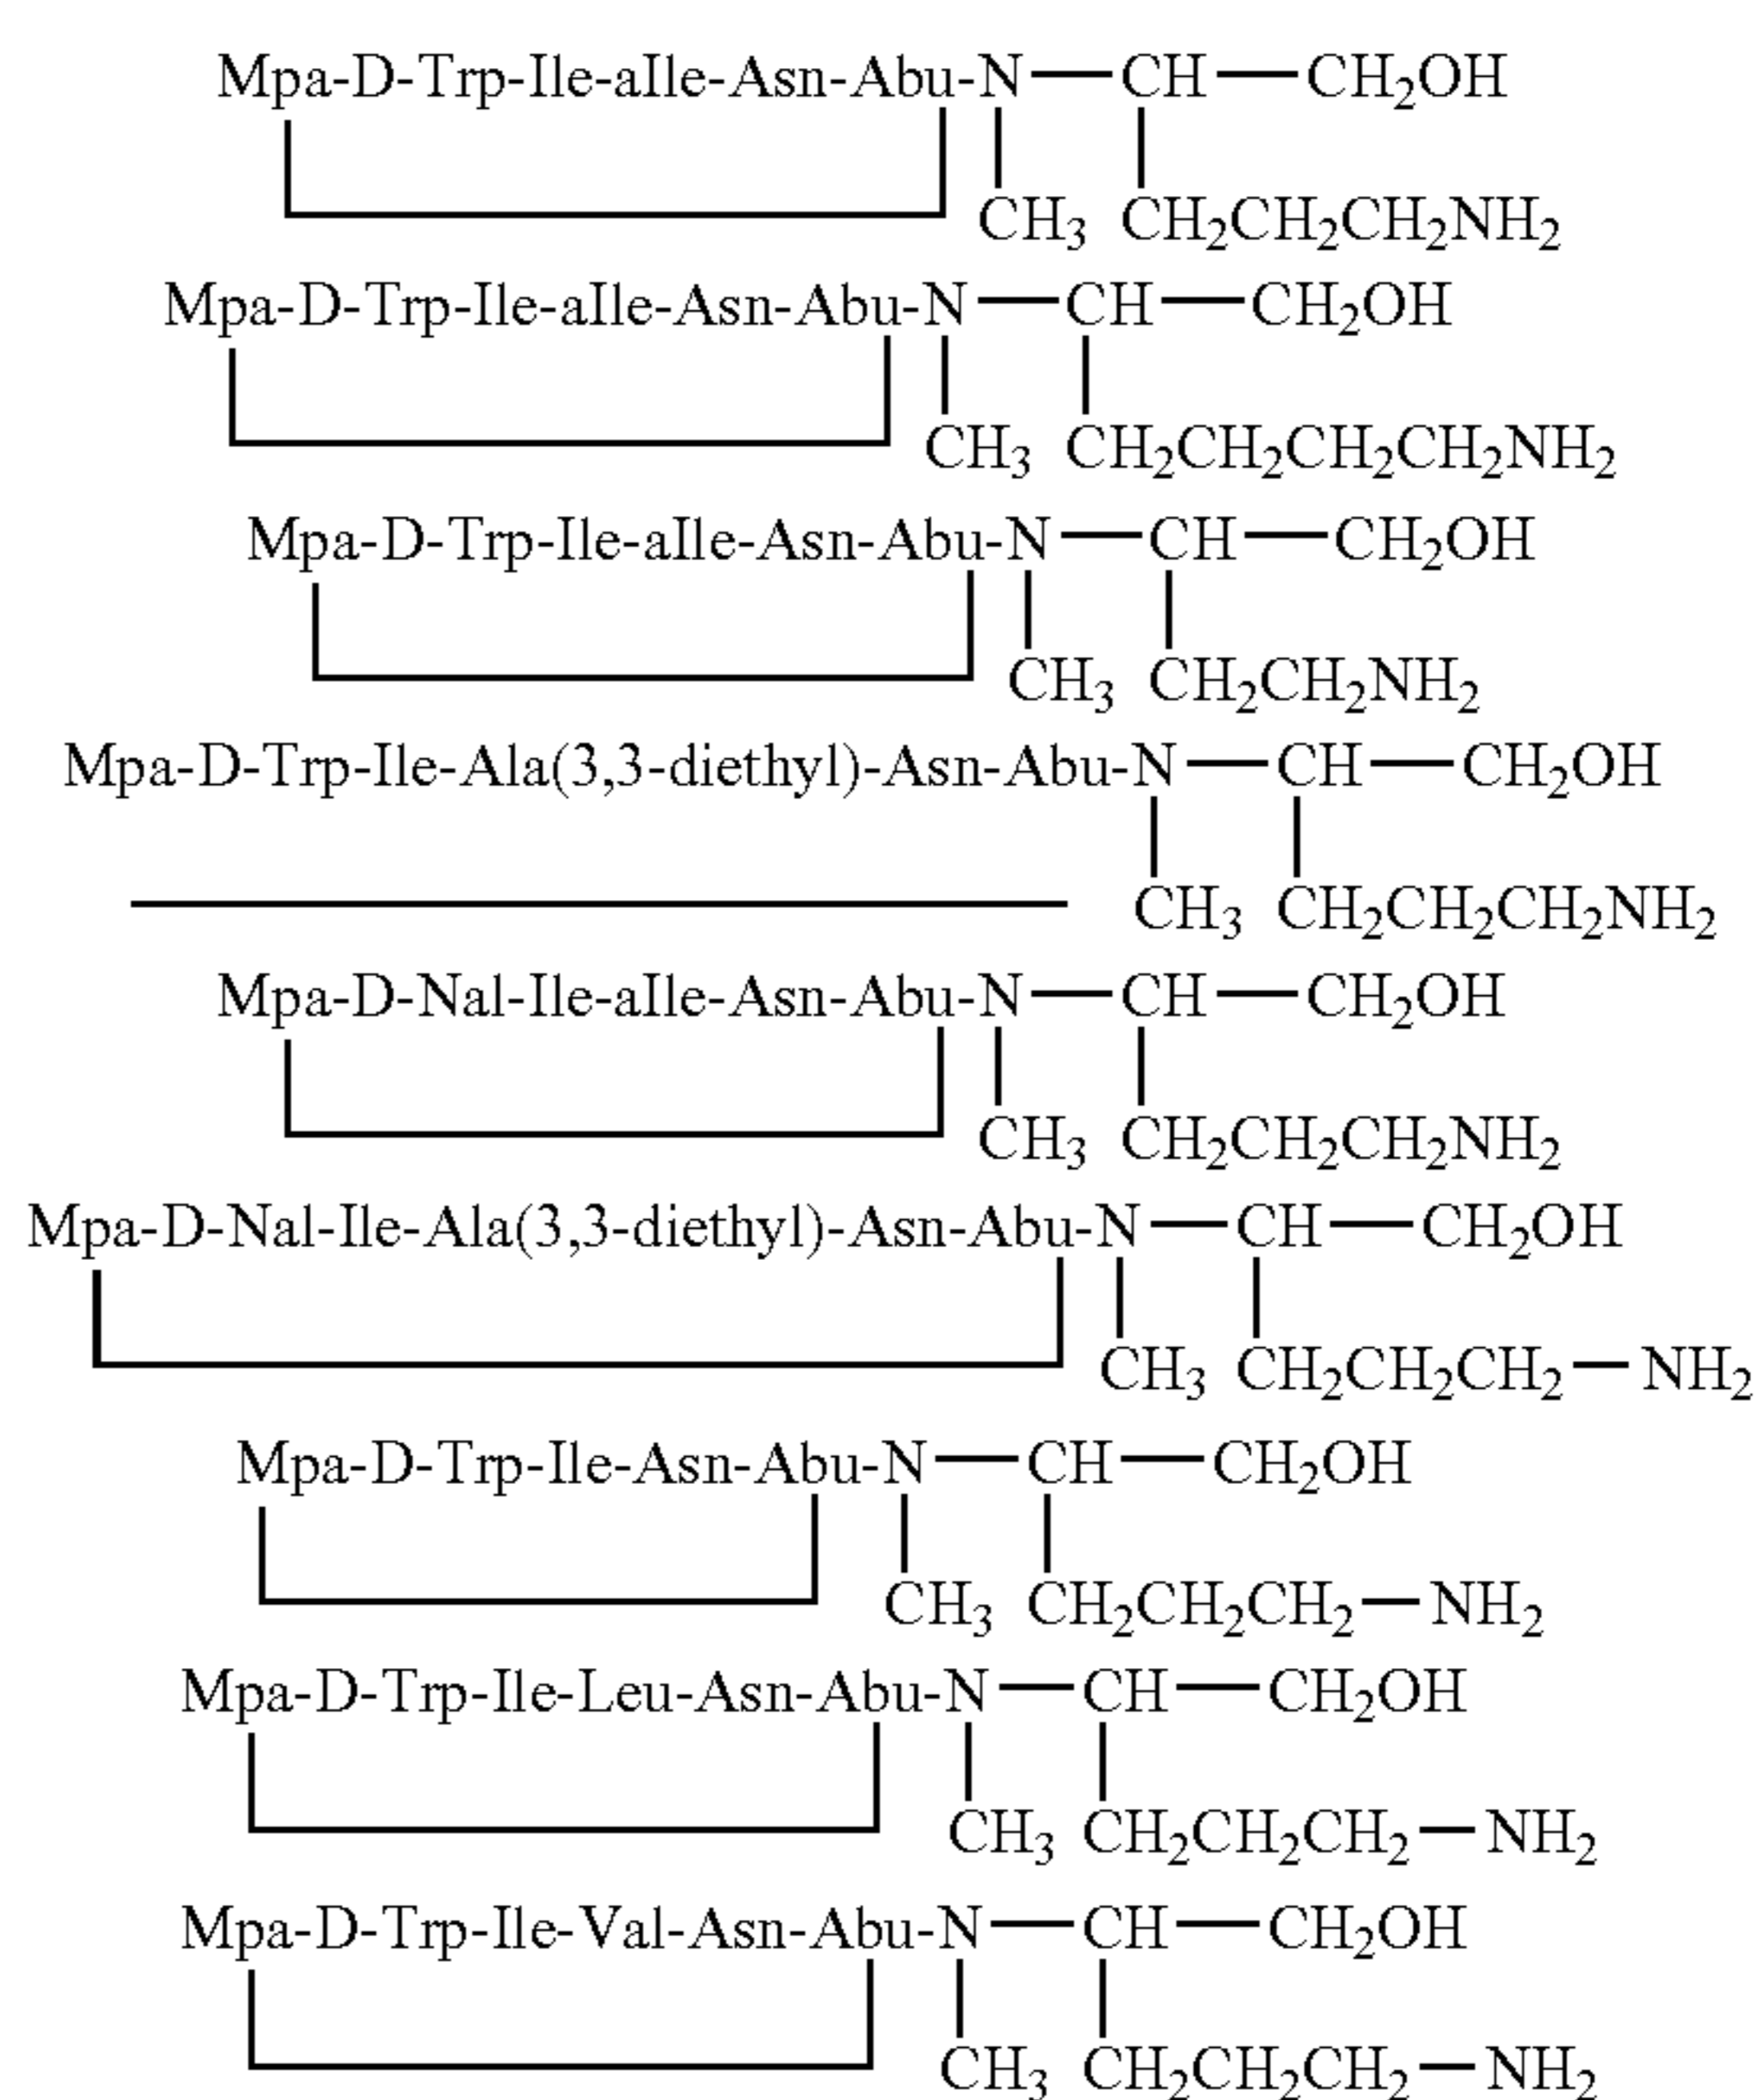 Mpa-D-Trp-Ile-aIle-Asn-Abu-N—CH—CH₂OH
CH₃ CH₂CH₂CH₂NH₂
Mpa-D-Trp-Ile-aIle-Asn-Abu-N—CH—CH₂OH
CH₃ CH₂CH₂CH₂CH₂NH₂
Mpa-D-Trp-Ile-aIle-Asn-Abu-N—CH—CH₂OH
CH₃ CH₂CH₂NH₂
Mpa-D-Trp-Ile-Ala(3,3-diethyl)-Asn-Abu-N—CH—CH₂OH
CH₃ CH₂CH₂CH₂NH₂
Mpa-D-Nal-Ile-aIle-Asn-Abu-N—CH—CH₂OH
CH₃ CH₂CH₂CH₂NH₂
Mpa-D-Nal-Ile-Ala(3,3-diethyl)-Asn-Abu-N—CH—CH₂OH
CH₃ CH₂CH₂CH₂—NH₂
Mpa-D-Trp-Ile-Asn-Abu-N—CH—CH₂OH
CH₃ CH₂CH₂CH₂—NH₂
Mpa-D-Trp-Ile-Leu-Asn-Abu-N—CH—CH₂OH
CH₃ CH₂CH₂CH₂—NH₂
Mpa-D-Trp-Ile-Val-Asn-Abu-N—CH—CH₂OH
CH₃ CH₂CH₂CH₂—NH₂